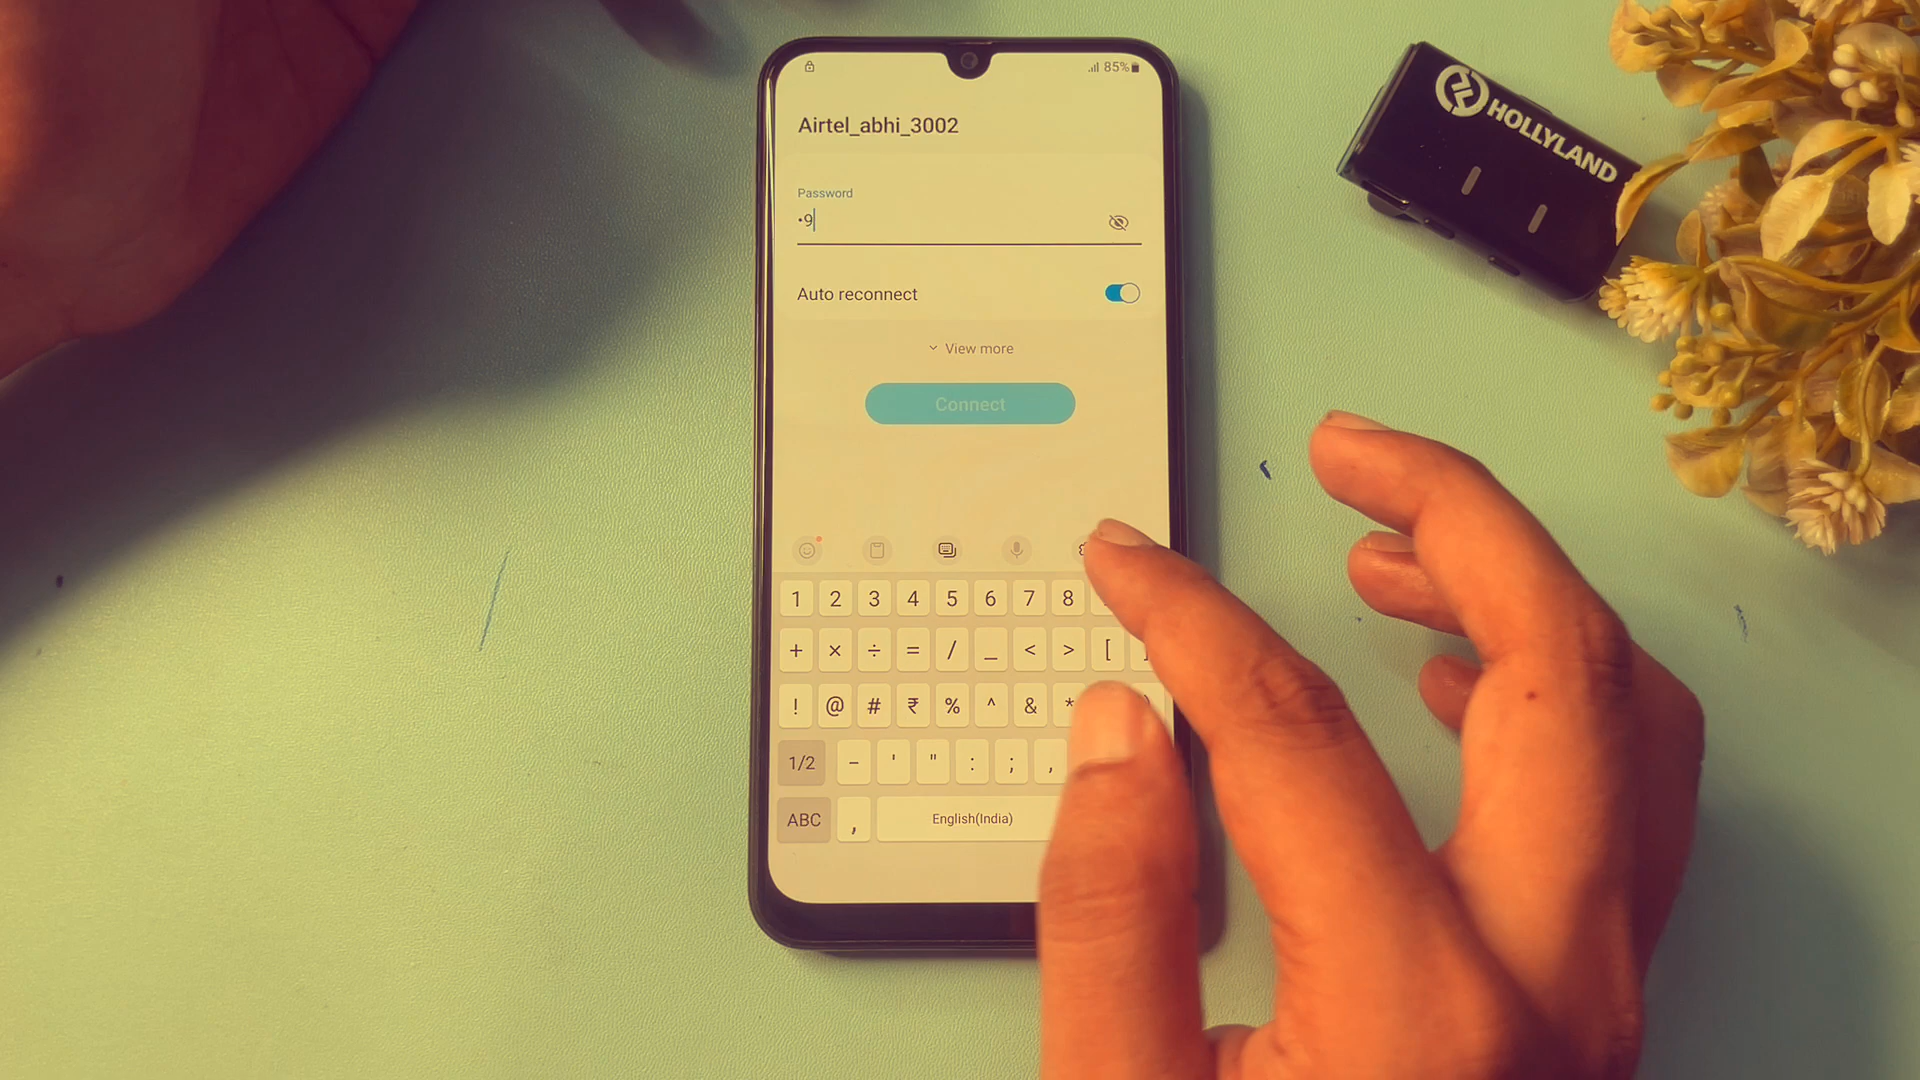 85%
Airtel_abhi_3002
Password
•9
Auto reconnect
View more
Connect
1 2 3 4 5 6 7 8
+ × ÷ = / _ < > [
! @ # ₹ % ^ & *
1/2 - ' " : ; ,
ABC , English(India)
HOLLYLAND